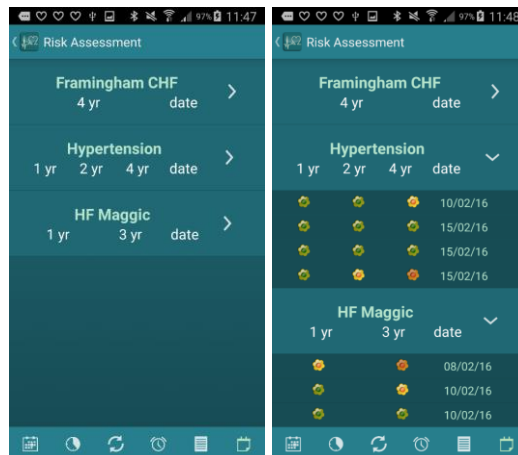 97% 11:47
Risk Assessment
Framingham CHF
4 yr date
Hypertension
1 yr 2 yr 4 yr date
HF Maggic
1 yr 3 yr date
97% 11:48
Risk Assessment
Framingham CHF
4 yr date
Hypertension
1 yr 2 yr 4 yr date
10/02/16
15/02/16
15/02/16
15/02/16
HF Maggic
1 yr 3 yr date
08/02/16
10/02/16
10/02/16